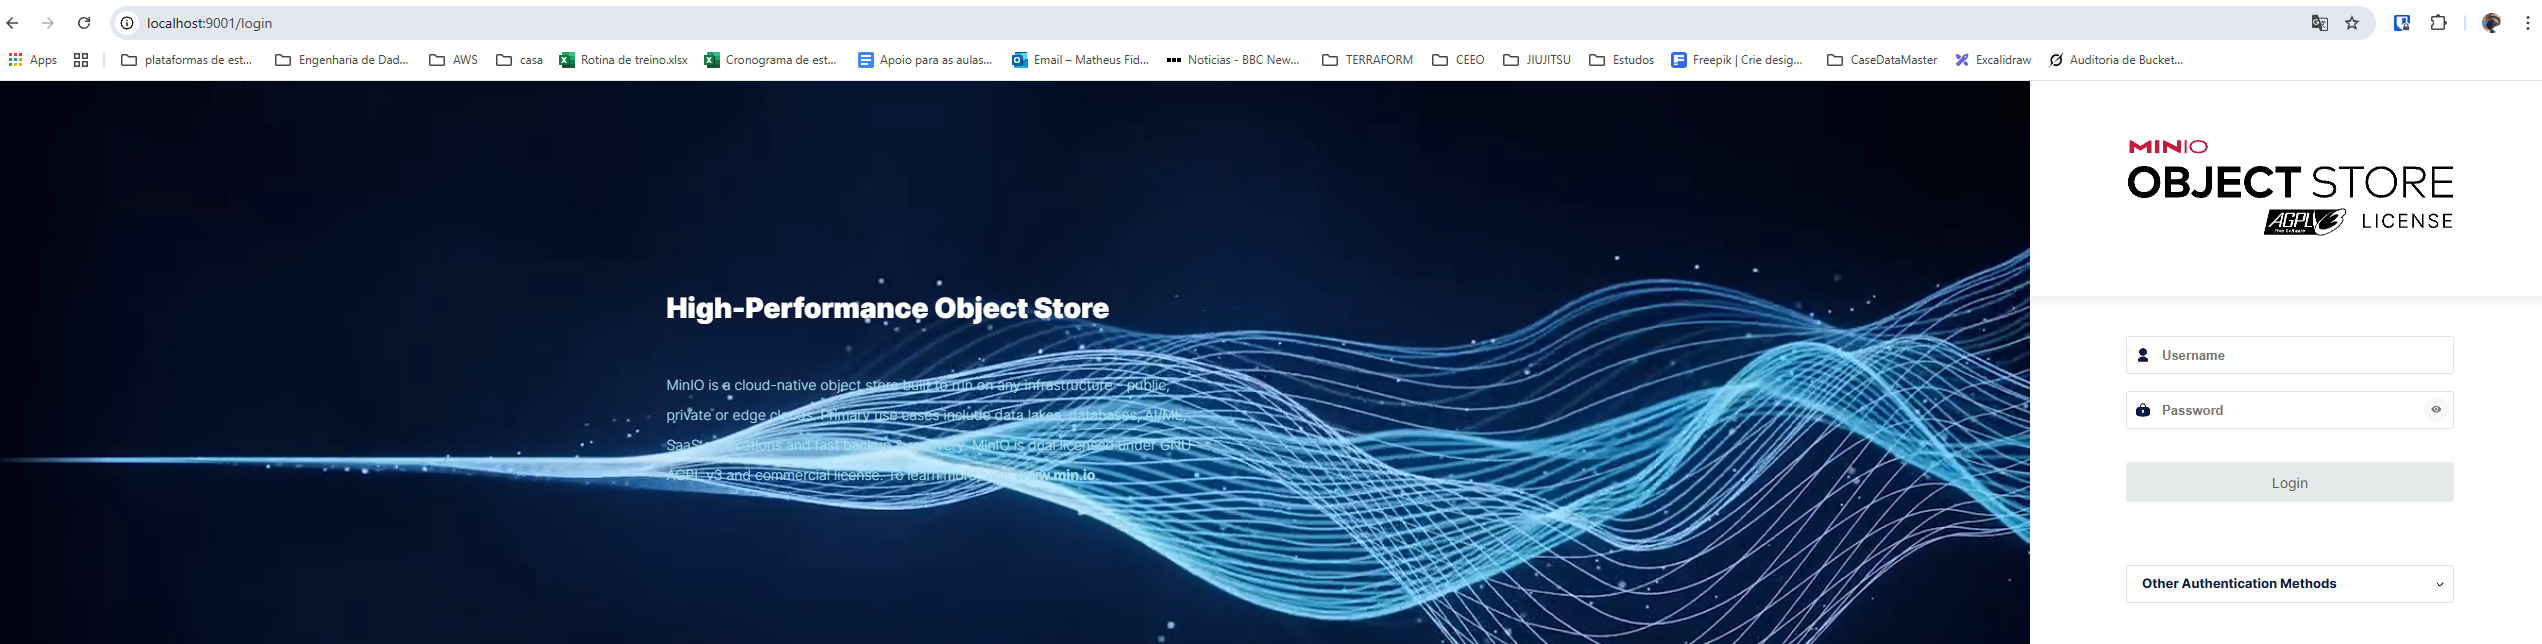 localhost:9001/login
Apps plataformas de est... Engenharia de Dad... AWS casa Rotina de treino.xlsx Cronograma de est... Apoio para as aulas... Email – Matheus Fid... Noticias - BBC New... TERRAFORM CEEO JIUJITSU Estudos Freepik | Crie desig... CaseDataMaster Excalidraw Auditoria de Bucket...
High-Performance Object Store
MinIO is a cloud-native object store built to run on any infrastructure - public,
private or edge clouds. Primary use cases include data lakes, databases, AI/ML,
SaaS applications and fast backup & recovery. MinIO is dual licensed under GNU
AGPL v3 and commercial license. To learn more, visit www.min.io.
MINIO
OBJECT STORE
AGPL v3 Free Software LICENSE
Username
Password
Login
Other Authentication Methods